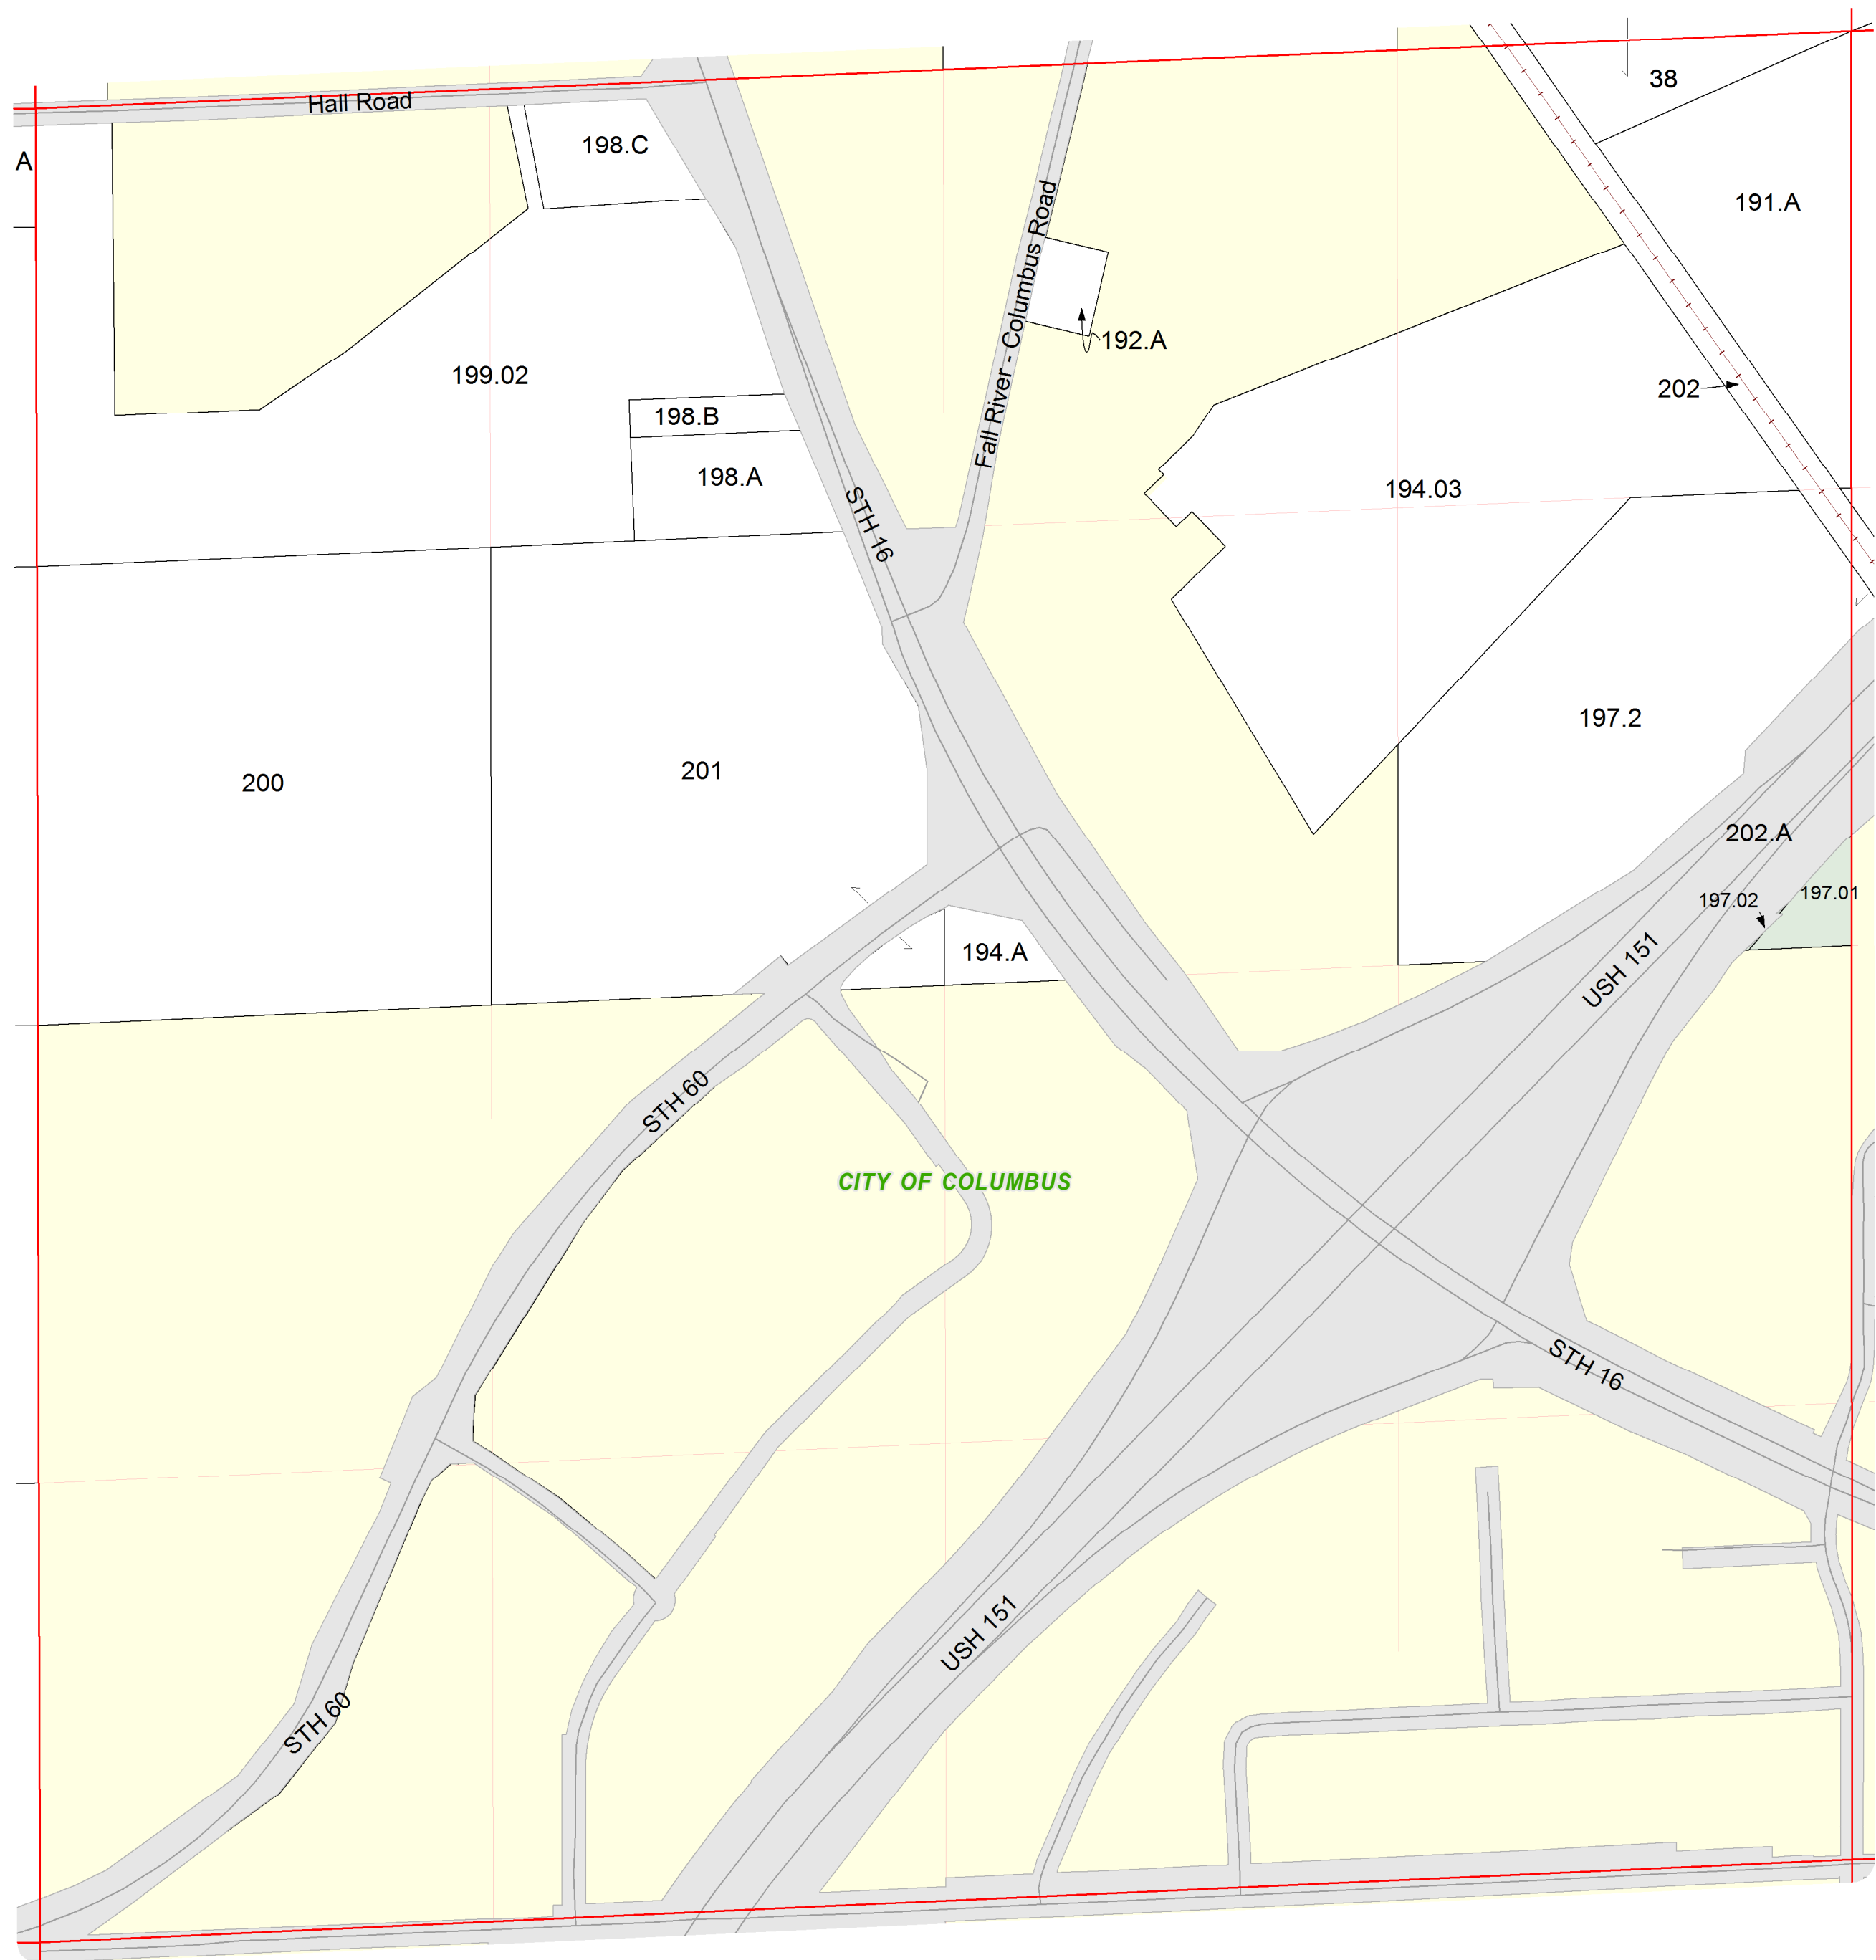 38
Hall Road
198.C
A
191.A
Fall River - Columbus Road
192.A
199.02
202
198.B
198.A
194.03
STH 16
197.2
201
200
202.A
197.01
197.02
194.A
USH 151
STH 60
CITY OF COLUMBUS
STH 16
USH 151
STH 60